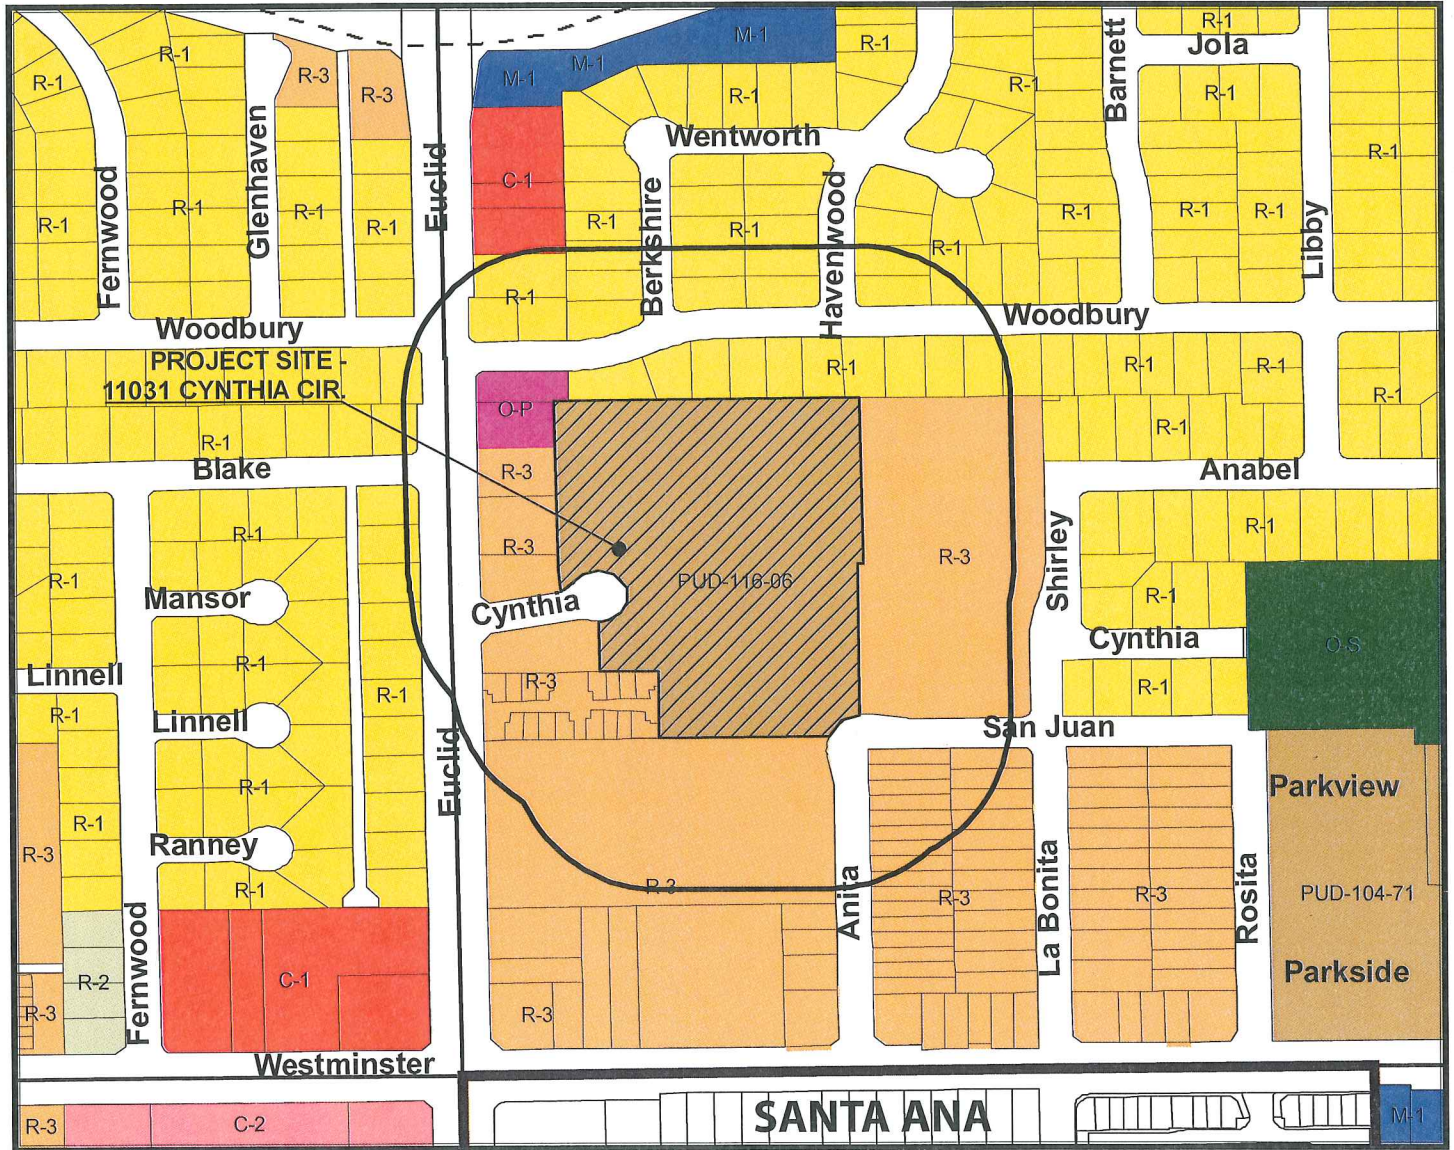 M-1
R-1
R-1
R-1
Jola
R-1
M-1
M-1
R-3
R-1
R-3
R-1
R-1
R-1
Barnett
Wentworth
R-1
C-1
Fernwood
Glenhaven
Euclid
Berkshire
Havenwood
Libby
R-1
R-1
R-1
R-1
R-1
R-1
R-1
R-1
R-1
R-1
R-1
Woodbury
Woodbury
PROJECT SITE -
11031 CYNTHIA CIR.
R-1
R-1
R-1
R-1
O-P
R-1
R-1
Blake
R-3
Anabel
R-1
R-1
R-3
R-3
Shirley
R-1
PUD-116-06
Mansor
Cynthia
R-1
Cynthia
O-S
R-1
Linnell
R-3
R-1
R-1
R-1
Linnell
San Juan
Euclid
R-1
Parkview
R-1
Ranney
R-3
R-1
R-3
Anita
R-3
La Bonita
R-3
Rosita
PUD-104-71
Fernwood
R-2
C-1
Parkside
R-3
R-3
Westminster
R-3
C-2
SANTA ANA
M-1